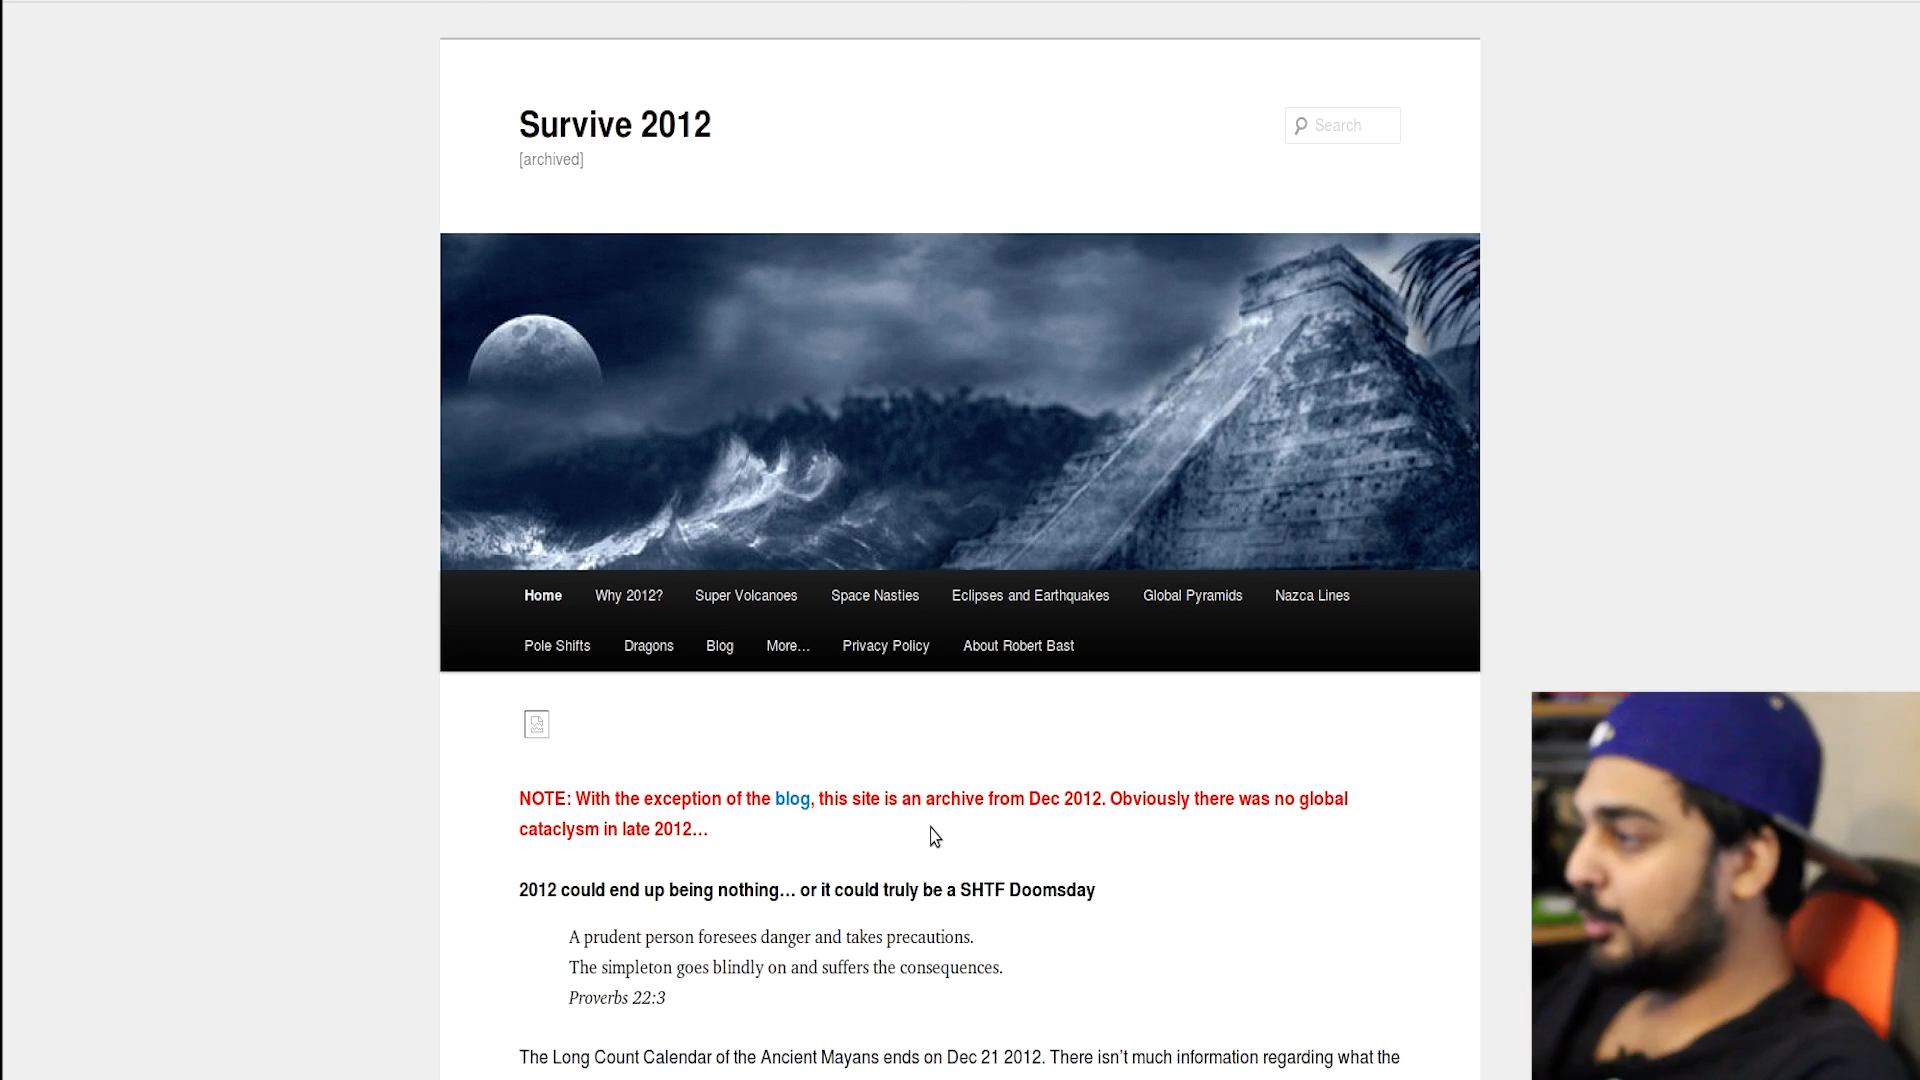 Survive 2012
[archived]
Search
Home Why 2012? Super Volcanoes Space Nasties Eclipses and Earthquakes Global Pyramids Nazca Lines
Pole Shifts Dragons Blog More... Privacy Policy About Robert Bast
NOTE: With the exception of the blog, this site is an archive from Dec 2012. Obviously there was no global
cataclysm in late 2012...
2012 could end up being nothing... or it could truly be a SHTF Doomsday
A prudent person foresees danger and takes precautions.
The simpleton goes blindly on and suffers the consequences.
Proverbs 22:3
The Long Count Calendar of the Ancient Mayans ends on Dec 21 2012. There isn't much information regarding what the